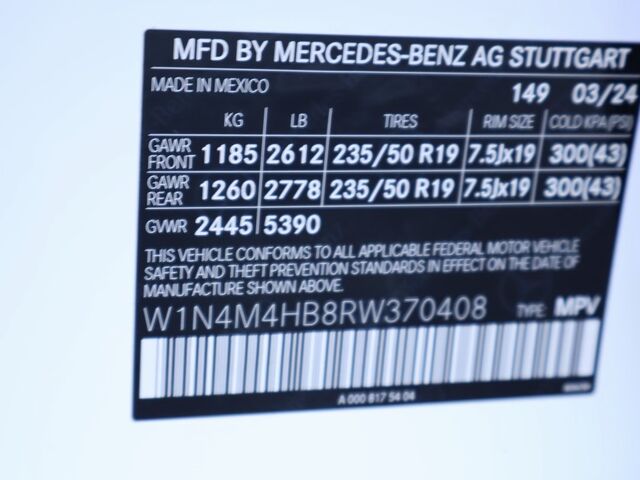 MFD BY MERCEDES-BENZ AG STUTTGART
MADE IN MEXICO
149 03/24
KG LB TIRES RIM SIZE COLD KPA(PSI)
GAWR FRONT 1185 2612 235/50 R19 7.5Jx19 300(43)
GAWR REAR 1260 2778 235/50 R19 7.5Jx19 300(43)
GVWR 2445 5390
THIS VEHICLE CONFORMS TO ALL APPLICABLE FEDERAL MOTOR VEHICLE
SAFETY AND THEFT PREVENTION STANDARDS IN EFFECT ON THE DATE OF
MANUFACTURE SHOWN ABOVE.
W1N4M4HB8RW370408 TYPE: MPV
A 000 817 54 04